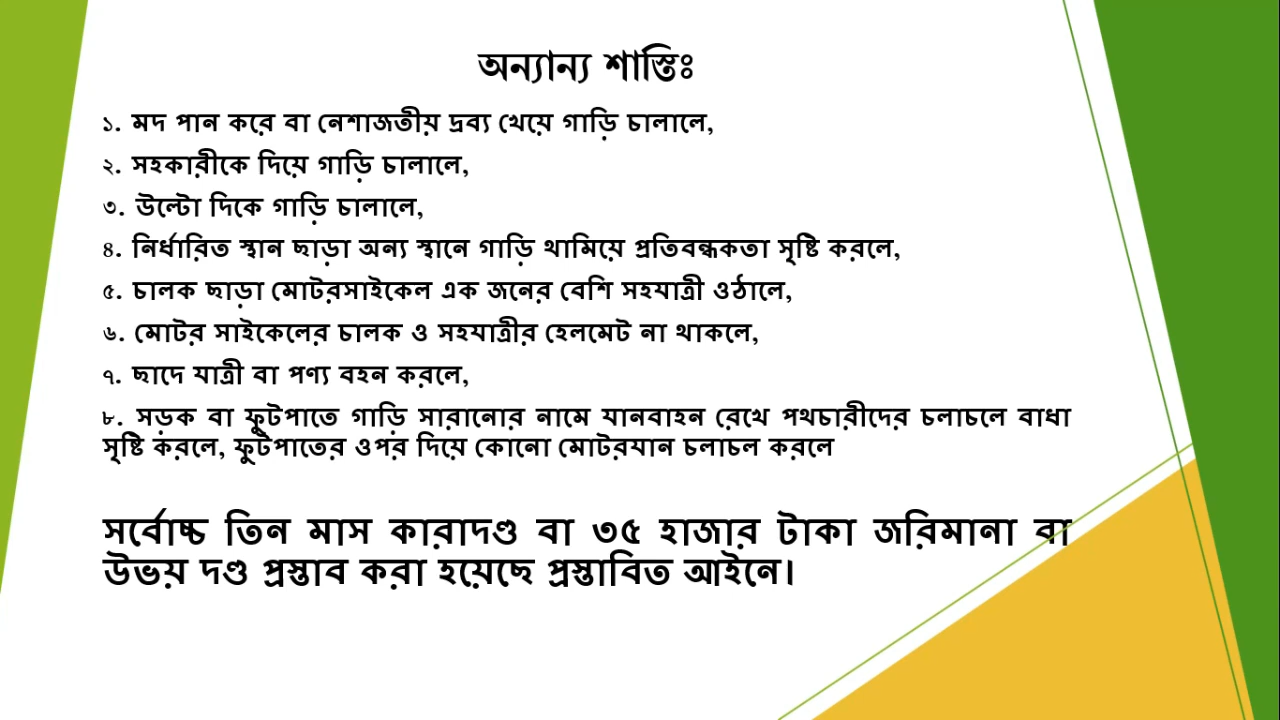 অন্যান্য শাস্তিঃ
১. মদ পান করে বা নেশাজতীয় দ্রব্য খেয়ে গাড়ি চালালে,
২. সহকারীকে দিয়ে গাড়ি চালালে,
৩. উল্টো দিকে গাড়ি চালালে,
৪. নির্ধারিত স্থান ছাড়া অন্য স্থানে গাড়ি থামিয়ে প্রতিবন্ধকতা সৃষ্টি করলে,
৫. চালক ছাড়া মোটরসাইকেল এক জনের বেশি সহযাত্রী ওঠালে,
৬. মোটর সাইকেলের চালক ও সহযাত্রীর হেলমেট না থাকলে,
৭. ছাদে যাত্রী বা পণ্য বহন করলে,
৮. সড়ক বা ফুটপাতে গাড়ি সারানোর নামে যানবাহন রেখে পথচারীদের চলাচলে বাধা
সৃষ্টি করলে, ফুটপাতের ওপর দিয়ে কোনো মোটরযান চলাচল করলে
সর্বোচ্চ তিন মাস কারাদণ্ড বা ৩৫ হাজার টাকা জরিমানা বা
উভয় দণ্ড প্রস্তাব করা হয়েছে প্রস্তাবিত আইনে।